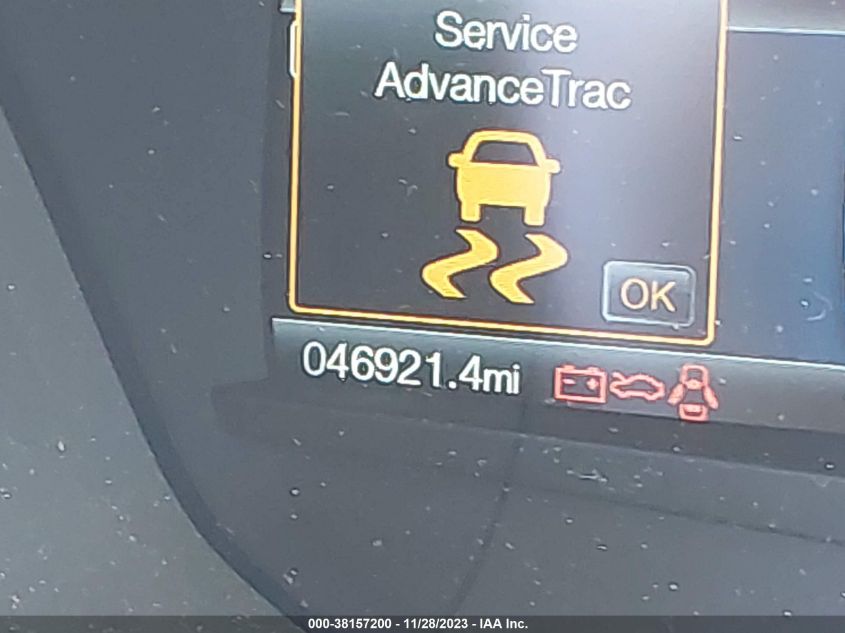 Service
AdvanceTrac
OK
046921.4mi
000-38157200 - 11/28/2023 - IAA Inc.